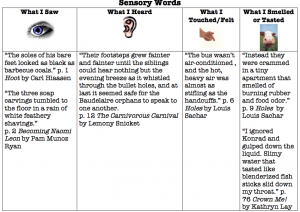 Sensory Words
What I Saw
What I Heard
What I
Touched/Felt
What I Smelled
or Tasted
"The soles of his bare
feet looked as black as
barbecue coals." p. 1
Hoot by Carl Hiaasen
"The three soap
carvings tumbled to
the floor in a rain of
white feathery
shavings."
p. 2 Becoming Naomi
Leon by Pam Munos
Ryan
"Their footsteps grew fainter
and fainter until the siblings
could hear nothing but the
evening breeze as it whistled
through the bullet holes, and at
last it seemed safe for the
Baudelaire orphans to speak to
one another.
p. 12 The Carnivorous Carnival
by Lemony Snicket
"The bus wasn't
air-conditioned,
and the hot,
heavy air was
almost as
stifling as the
handcuffs." p. 6
Holes by Louis
Sachar
"Instead they
were crammed
in a tiny
apartment that
smelled of
burning rubber
and foot odor."
p. 9 Holes by
Louis Sachar
"I ignored
Konrad and
gulped down the
liquid. Slimy
water that
tasted like
blenderized fish
sticks slid down
my throat." p.
76 Crown Me!
by Kathryn Lay